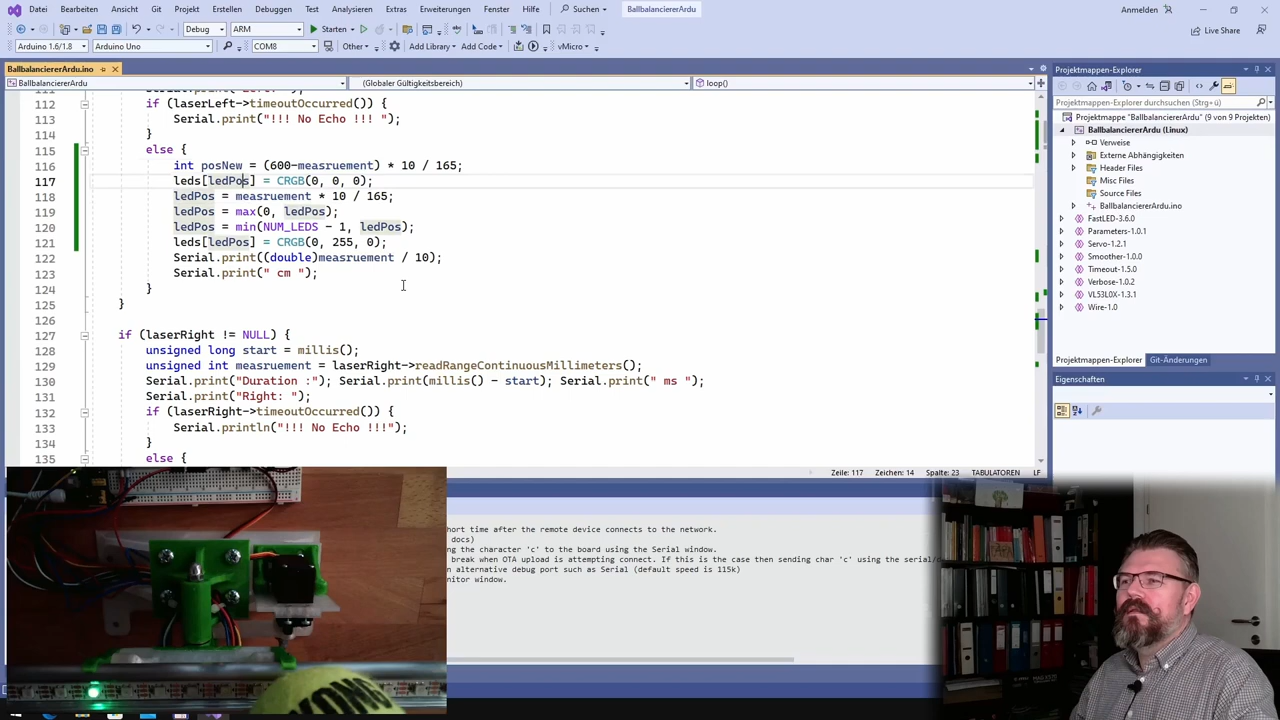 Datei Bearbeiten Ansicht Git Projekt Erstellen Debuggen Test Analysieren Extras Erweiterungen Fenster Hilfe Suchen BallbalanciererArdu Anmelden
Debug ARM Starten Live Share
Arduino 1.6/1.8 Arduino Uno COM8 Other Add Library Add Code vMicro
BallbalanciererArdu.ino
BallbalanciererArdu (Globaler Gültigkeitsbereich) loop()
112 if (laserLeft->timeoutOccurred()) {
113 Serial.print("!!! No Echo !!! ");
114 }
115 else {
116 int posNew = (600-measruement) * 10 / 165;
117 leds[ledPos] = CRGB(0, 0, 0);
118 ledPos = measruement * 10 / 165;
119 ledPos = max(0, ledPos);
120 ledPos = min(NUM_LEDS - 1, ledPos);
121 leds[ledPos] = CRGB(0, 255, 0);
122 Serial.print((double)measruement / 10);
123 Serial.print(" cm ");
124 }
125 }
126
127 if (laserRight != NULL) {
128 unsigned long start = millis();
129 unsigned int measruement = laserRight->readRangeContinuousMillimeters();
130 Serial.print("Duration :"); Serial.print(millis() - start); Serial.print(" ms ");
131 Serial.print("Right: ");
132 if (laserRight->timeoutOccurred()) {
133 Serial.println("!!! No Echo !!!");
134 }
135 else {
Zeile: 117 Zeichen: 14 Spalte: 23 TABULATOREN LF
Projektmappen-Explorer
Projektmappen-Explorer durchsuchen (Strg+ü)
Projektmappe "BallbalanciererArdu" (9 von 9 Projekten)
BallbalanciererArdu (Linux)
Verweise
Externe Abhängigkeiten
Header Files
Misc Files
Source Files
BallbalanciererArdu.ino
FastLED-3.6.0
Parameters-1.0.1
Servo-1.2.1
Smoother-1.0.0
Timeout-1.5.0
Verbose-1.0.2
VL53L0X-1.3.1
Wire-1.0
Projektmappen-Explorer Git-Änderungen
Eigenschaften
hort time after the remote device connects to the network.
docs)
ng the character 'c' to the board using the Serial window.
break when OTA upload is attempting connect. If this is the case then sending char 'c' using the serial/
n alternative debug port such as Serial (default speed is 115k)
nitor window.